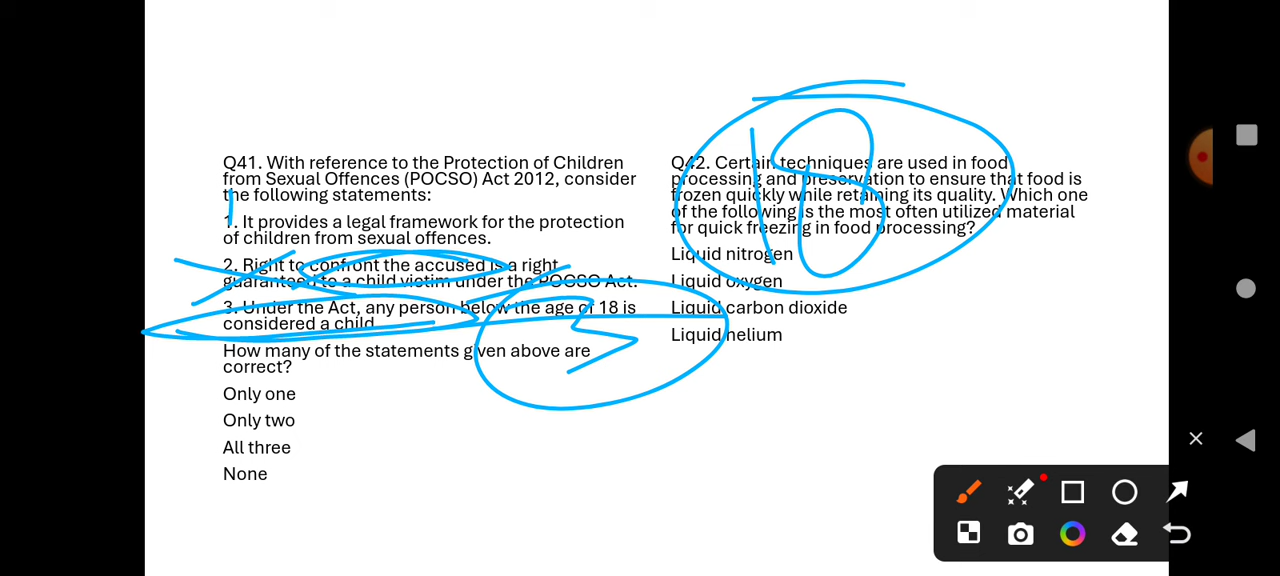 Q41. With reference to the Protection of Children
from Sexual Offences (POCSO) Act 2012, consider
the following statements:
1. It provides a legal framework for the protection
of children from sexual offences.
2. Right to confront the accused is a right
guaranteed to a child victim under the POCSO Act.
3. Under the Act, any person below the age of 18 is
considered a child.
How many of the statements given above are
correct?
Only one
Only two
All three
None
Q42. Certain techniques are used in food
processing and preservation to ensure that food is
frozen quickly while retaining its quality. Which one
of the following is the most often utilized material
for quick freezing in food processing?
Liquid nitrogen
Liquid oxygen
Liquid carbon dioxide
Liquid helium
18